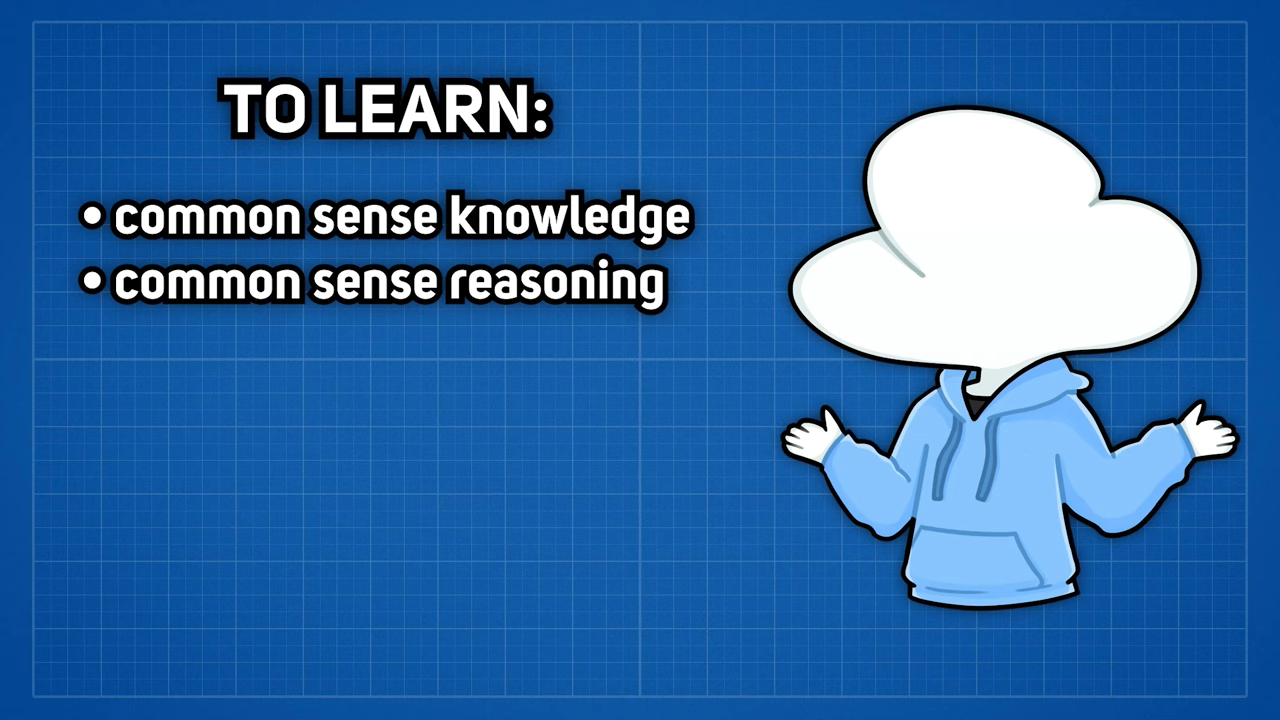 TO LEARN:
• common sense knowledge
• common sense reasoning